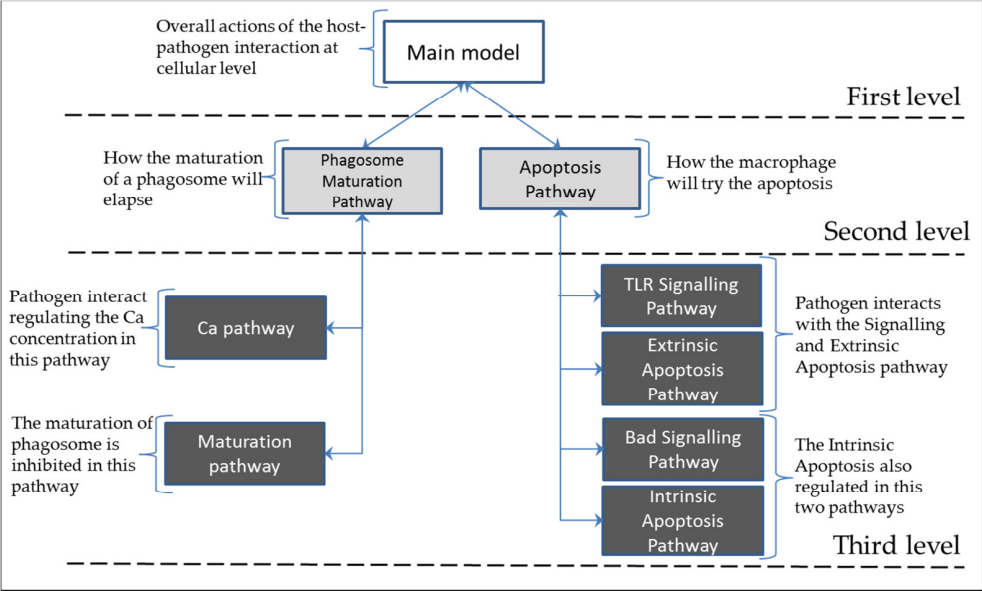 Overall actions of the host-
pathogen interaction at
cellular level
Main model
First level
How the maturation
of a phagosome will
elapse
Phagosome
Maturation
Pathway
Apoptosis
Pathway
How the macrophage
will try the apoptosis
Second level
Pathogen interact
regulating the Ca
concentration in
this pathway
Ca pathway
TLR Signalling
Pathway
Extrinsic
Apoptosis
Pathway
Pathogen interacts
with the Signalling
and Extrinsic
Apoptosis pathway
The maturation of
phagosome is
inhibited in this
pathway
Maturation
pathway
Bad Signalling
Pathway
Intrinsic
Apoptosis
Pathway
The Intrinsic
Apoptosis also
regulated in this
two pathways
Third level